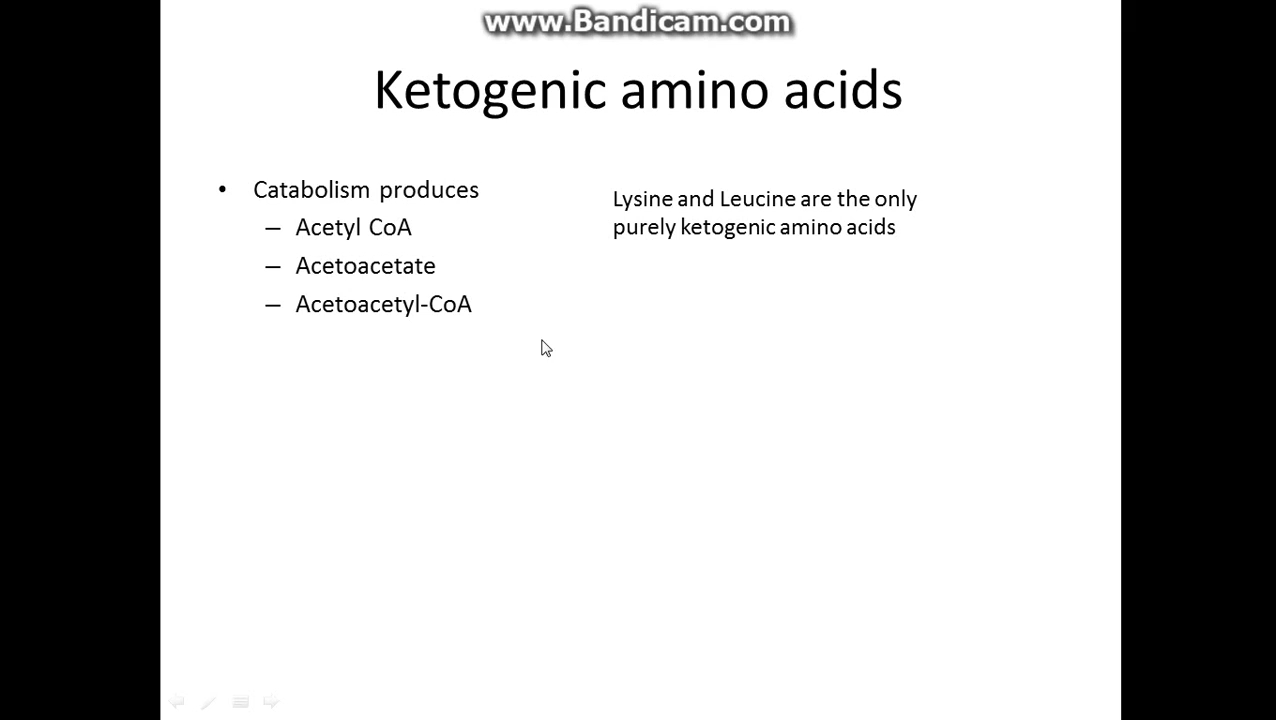 www.Bandicam.com
Ketogenic amino acids
• Catabolism produces
– Acetyl CoA
– Acetoacetate
– Acetoacetyl-CoA
Lysine and Leucine are the only
purely ketogenic amino acids